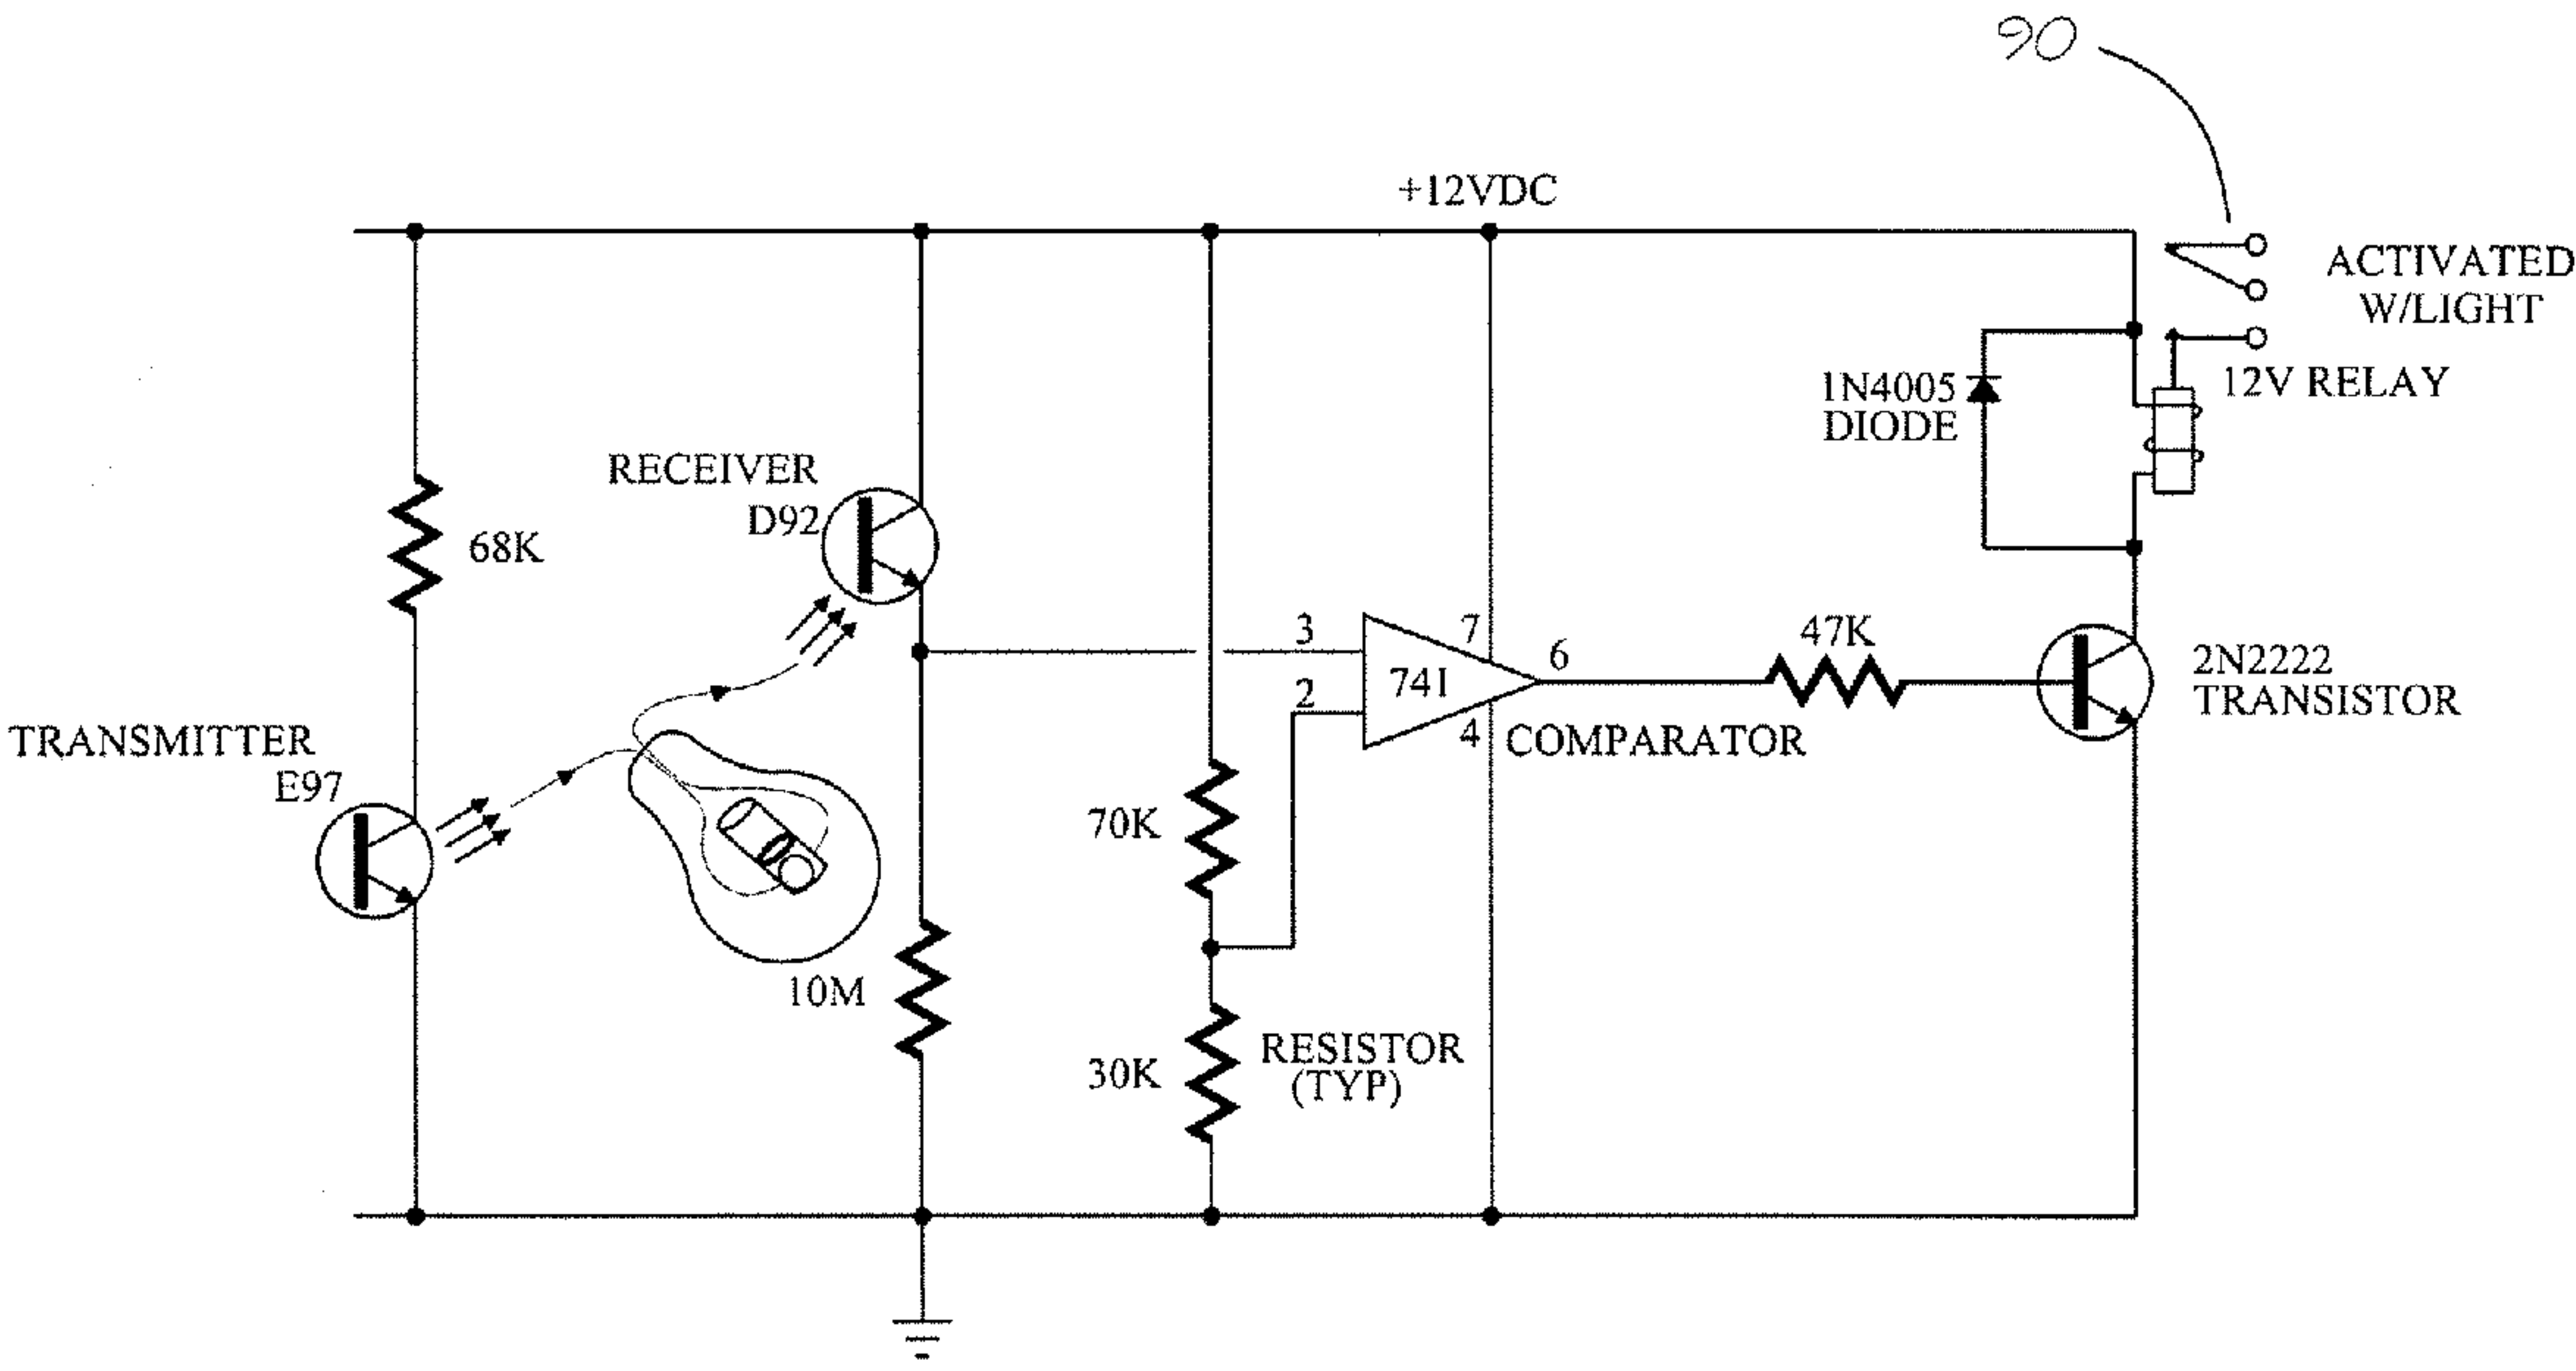 90
+12VDC
ACTIVATED
W/LIGHT
12V RELAY
1N4005
DIODE
RECEIVER
D92
68K
3
7
6
47K
741
2
4
COMPARATOR
2N2222
TRANSISTOR
TRANSMITTER
E97
70K
10M
30K
RESISTOR
(TYP)